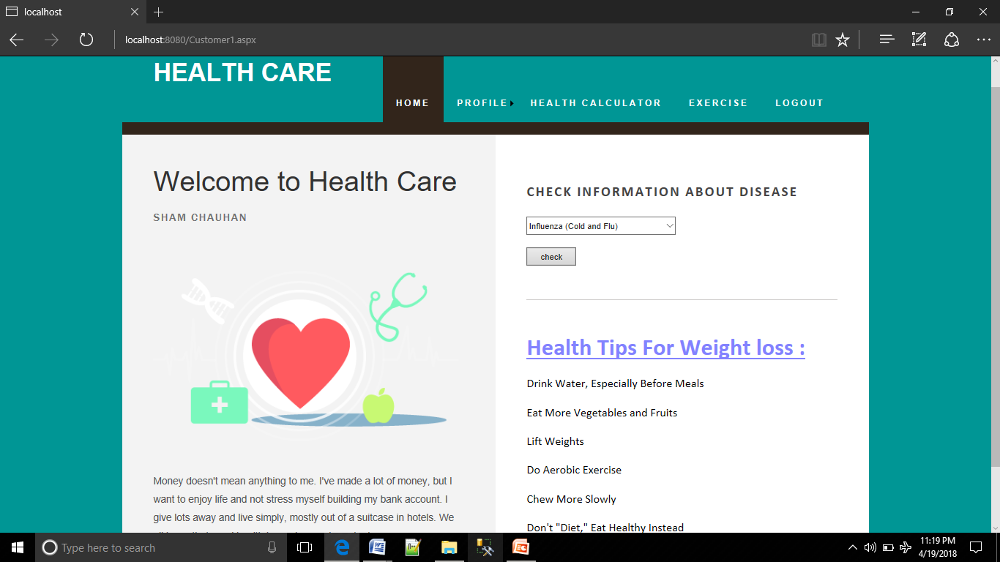 localhost
localhost:8080/Customer1.aspx
HEALTH CARE
HOME
PROFILE
HEALTH CALCULATOR
EXERCISE
LOGOUT
Welcome to Health Care
SHAM CHAUHAN
Money doesn't mean anything to me. I've made a lot of money, but I
want to enjoy life and not stress myself building my bank account. I
give lots away and live simply, mostly out of a suitcase in hotels. We
CHECK INFORMATION ABOUT DISEASE
Influenza (Cold and Flu)
check
Health Tips For Weight loss :
Drink Water, Especially Before Meals
Eat More Vegetables and Fruits
Lift Weights
Do Aerobic Exercise
Chew More Slowly
Don't "Diet," Eat Healthy Instead
Type here to search
11:19 PM
4/19/2018